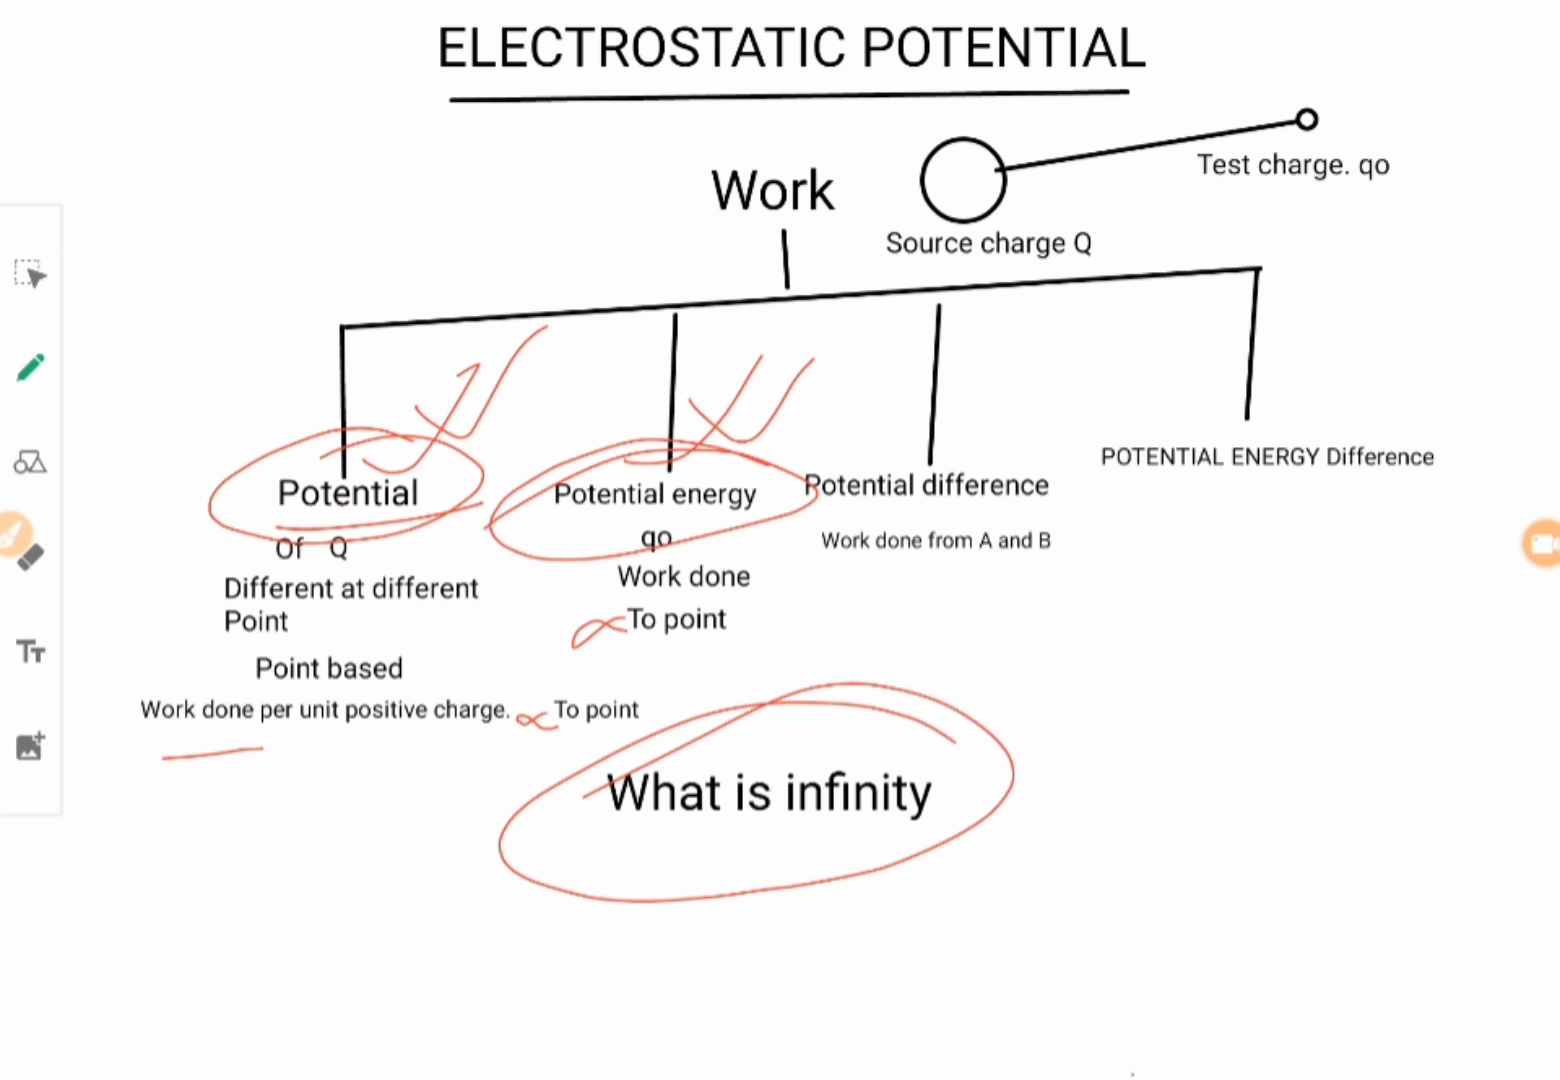 ELECTROSTATIC POTENTIAL
Work
Test charge. qo
Source charge Q
Potential
Of Q
Different at different
Point
Point based
Work done per unit positive charge. ∝ To point
Potential energy
qo
Work done
∝ To point
Potential difference
Work done from A and B
POTENTIAL ENERGY Difference
What is infinity
TT